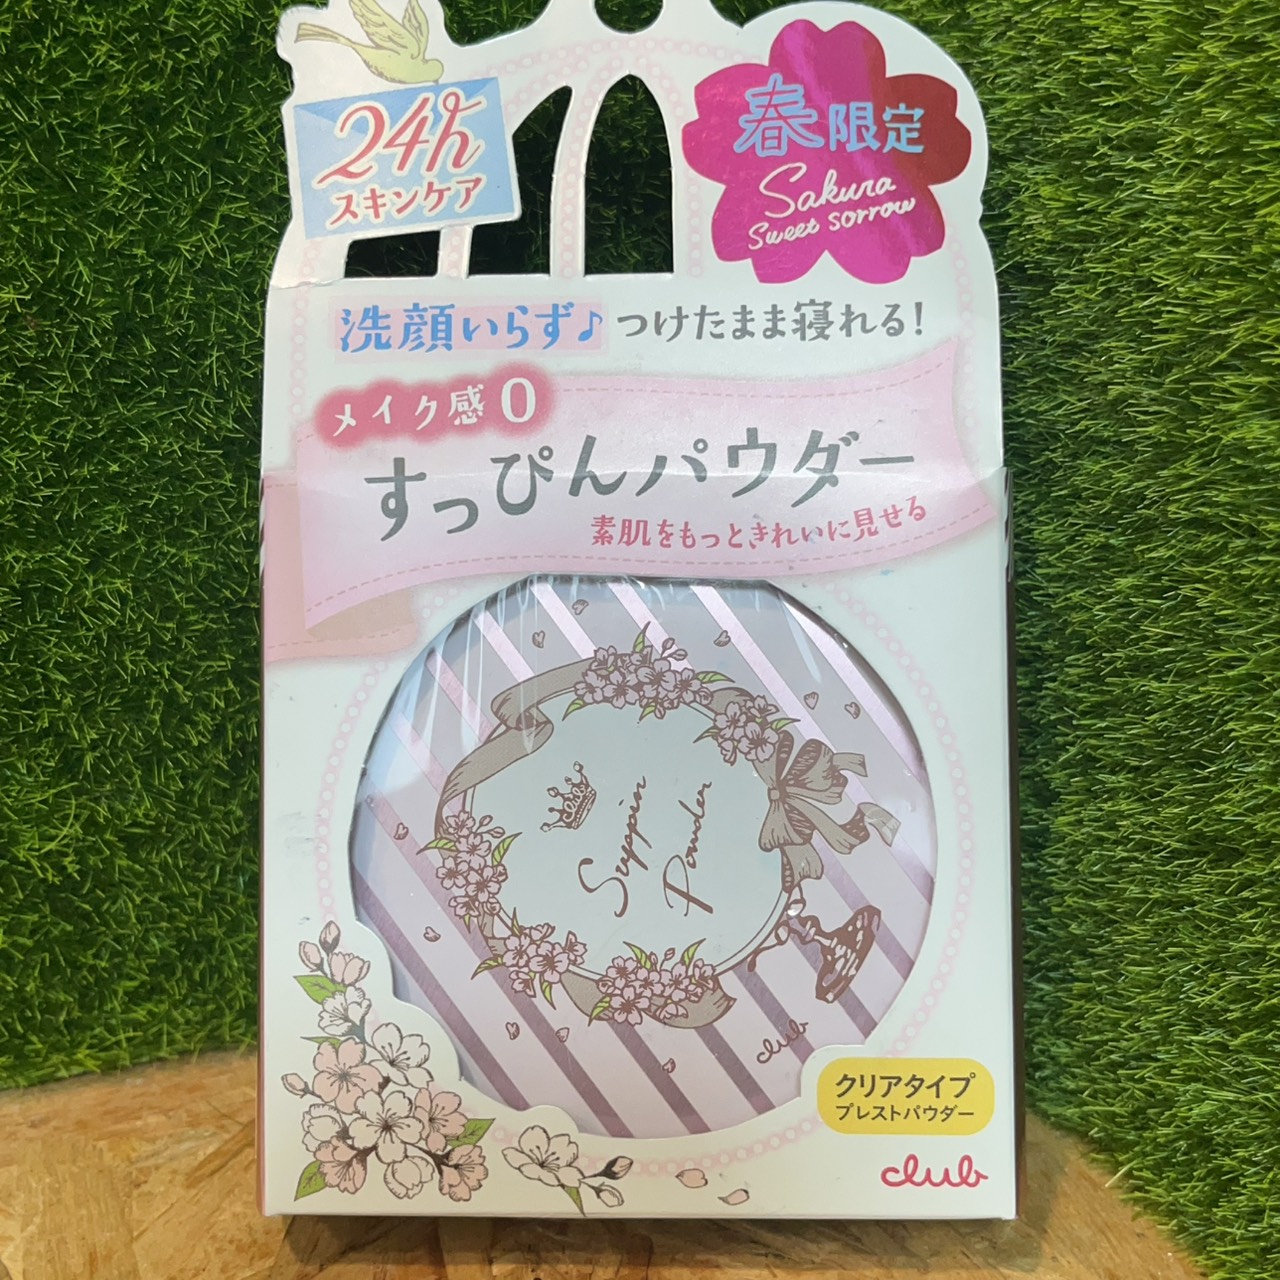 24h
スキンケア
春限定
Sakura
Sweet sorrow
洗顔いらず♪ つけたまま寝れる!
メイク感0
すっぴんパウダー
素肌をもっときれいに見せる
Suppin
Powder
club
クリアタイプ
プレストパウダー
club